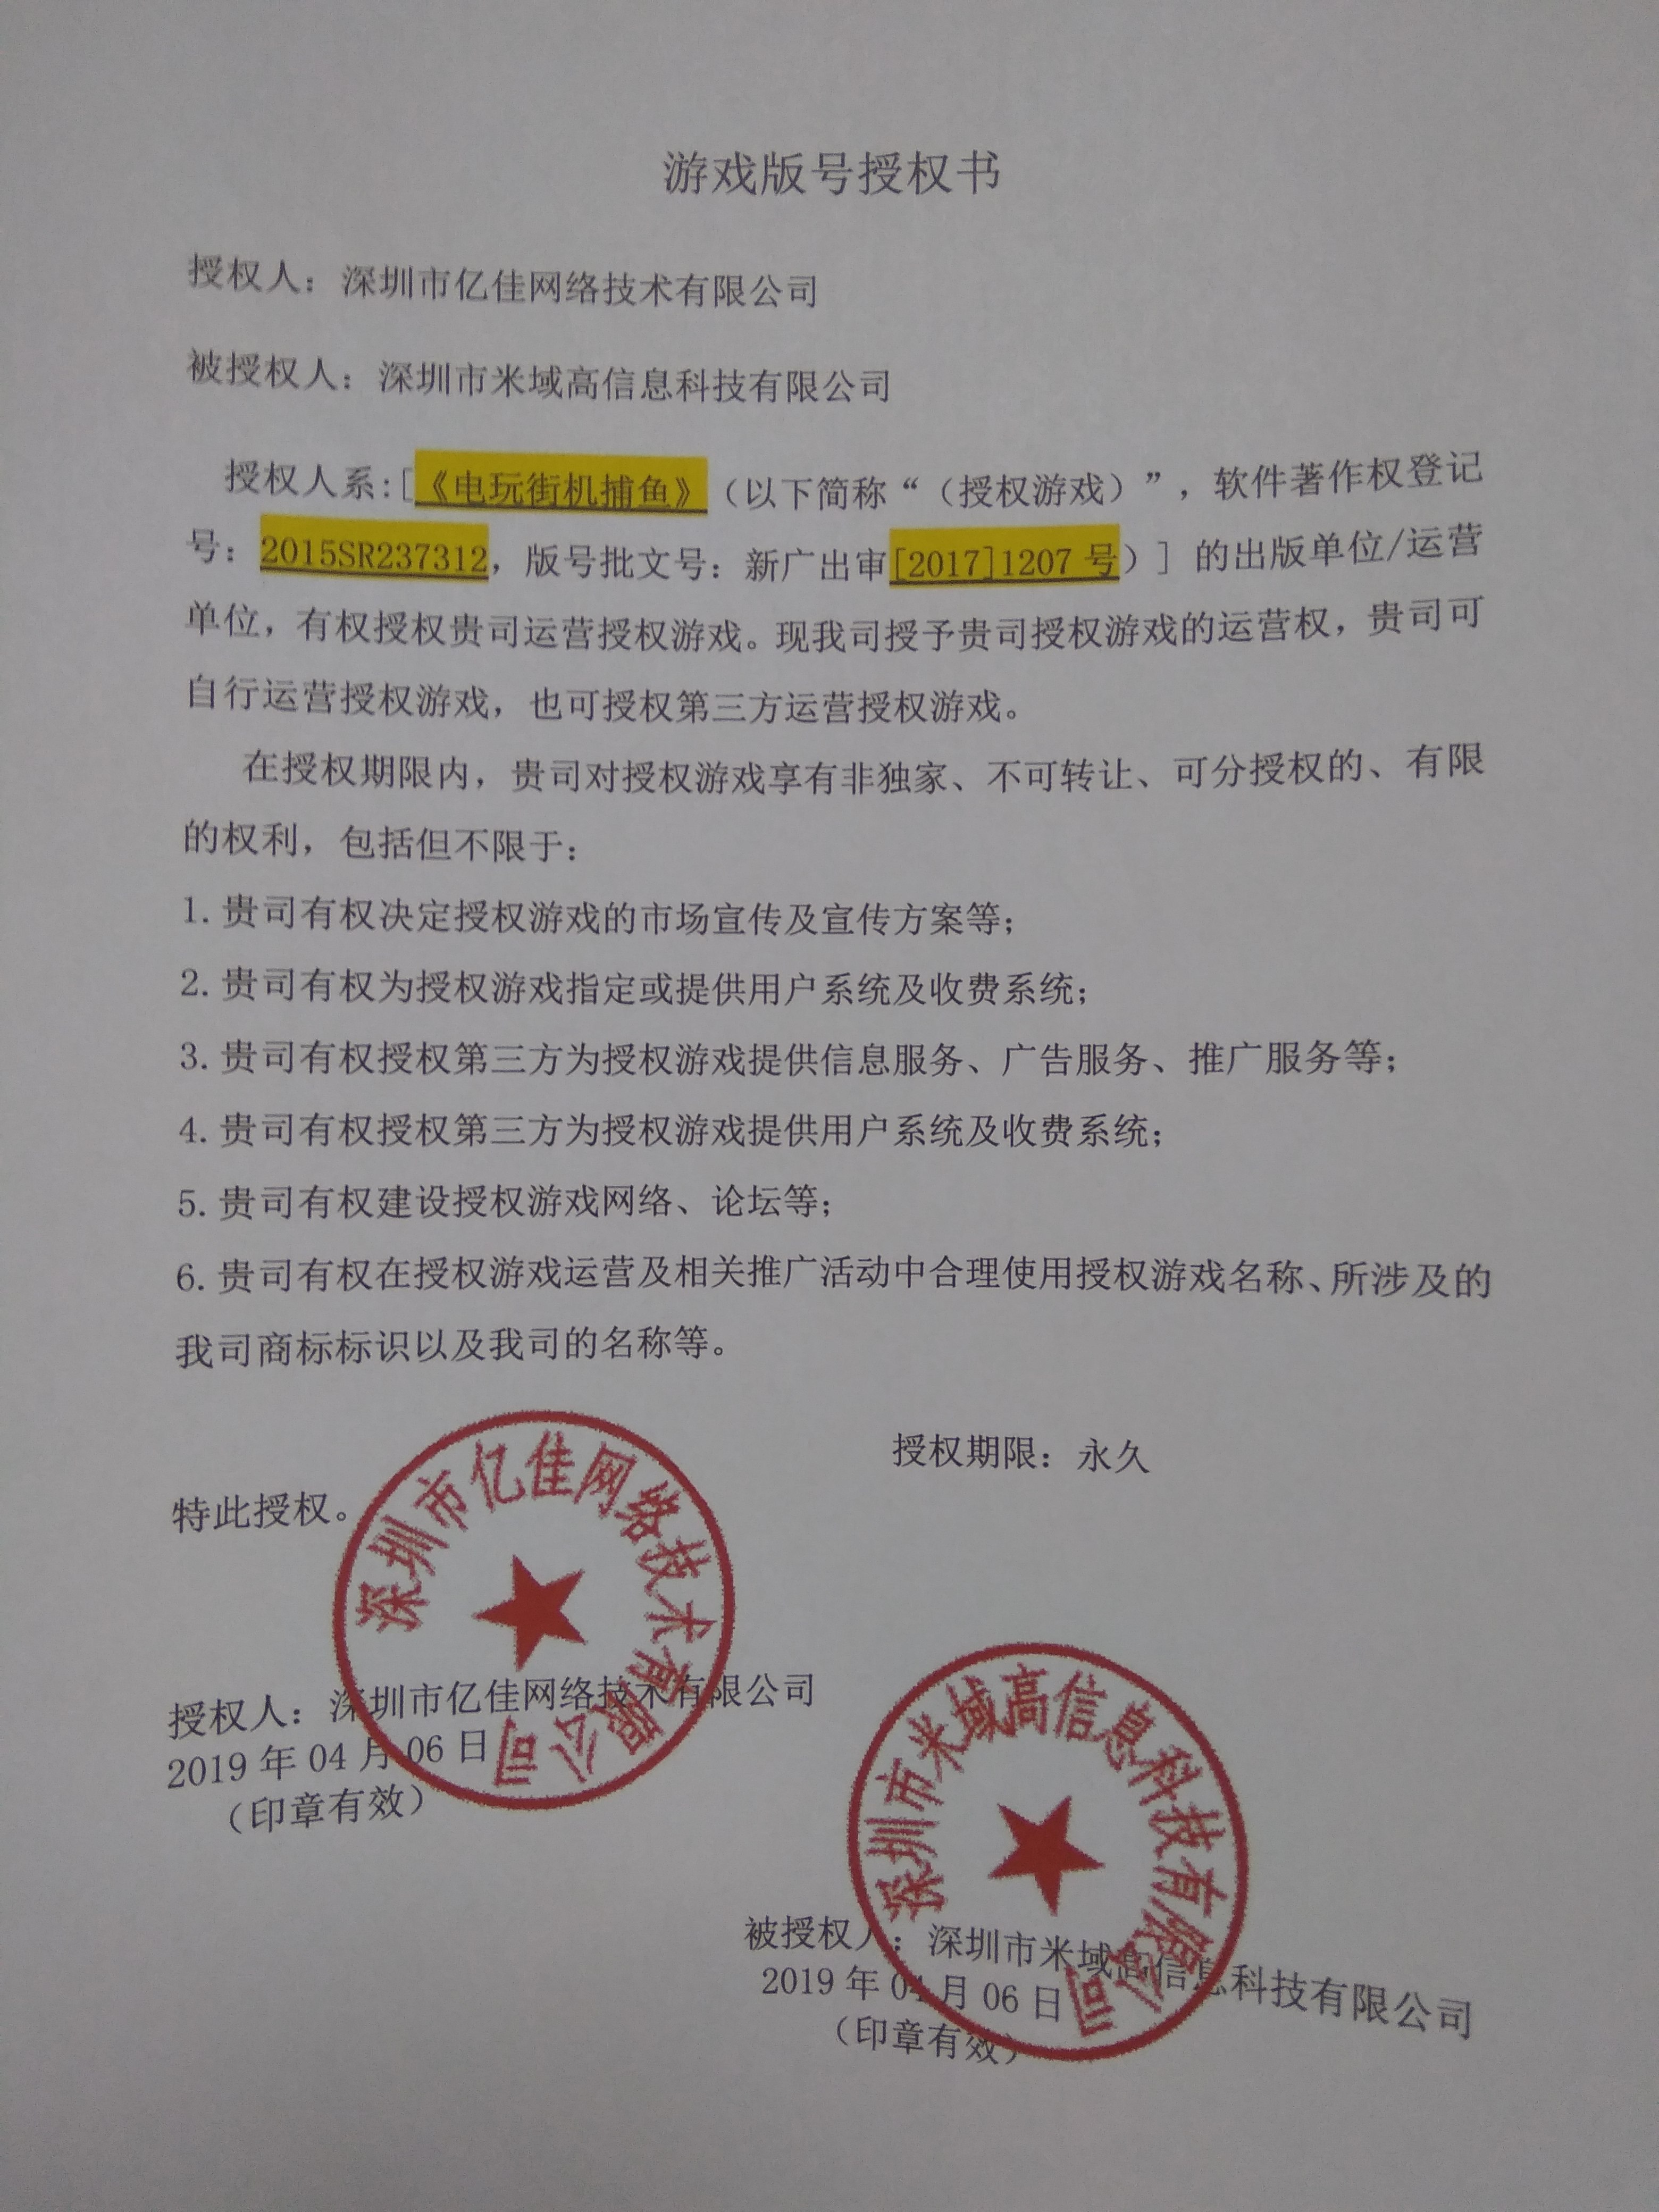 游戏版号授权书
授权人：深圳市亿佳网络技术有限公司
被授权人：深圳市米域高信息科技有限公司
授权人系:[《电玩街机捕鱼》（以下简称“（授权游戏）”，软件著作权登记
号：2015SR237312，版号批文号：新广出审[2017]1207 号）] 的出版单位/运营
单位，有权授权贵司运营授权游戏。现我司授予贵司授权游戏的运营权，贵司可
自行运营授权游戏，也可授权第三方运营授权游戏。
在授权期限内，贵司对授权游戏享有非独家、不可转让、可分授权的、有限
的权利，包括但不限于：
1. 贵司有权决定授权游戏的市场宣传及宣传方案等；
2. 贵司有权为授权游戏指定或提供用户系统及收费系统；
3. 贵司有权授权第三方为授权游戏提供信息服务、广告服务、推广服务等；
4. 贵司有权授权第三方为授权游戏提供用户系统及收费系统；
5. 贵司有权建设授权游戏网络、论坛等；
6. 贵司有权在授权游戏运营及相关推广活动中合理使用授权游戏名称、所涉及的
我司商标标识以及我司的名称等。
授权期限：永久
特此授权。
深圳市亿佳网络技术有限公司
授权人：深圳市亿佳网络技术有限公司
2019 年 04 月 06 日
（印章有效）
深圳市米域高信息科技有限公司
被授权人：深圳市米域高信息科技有限公司
2019 年 04 月 06 日
（印章有效）